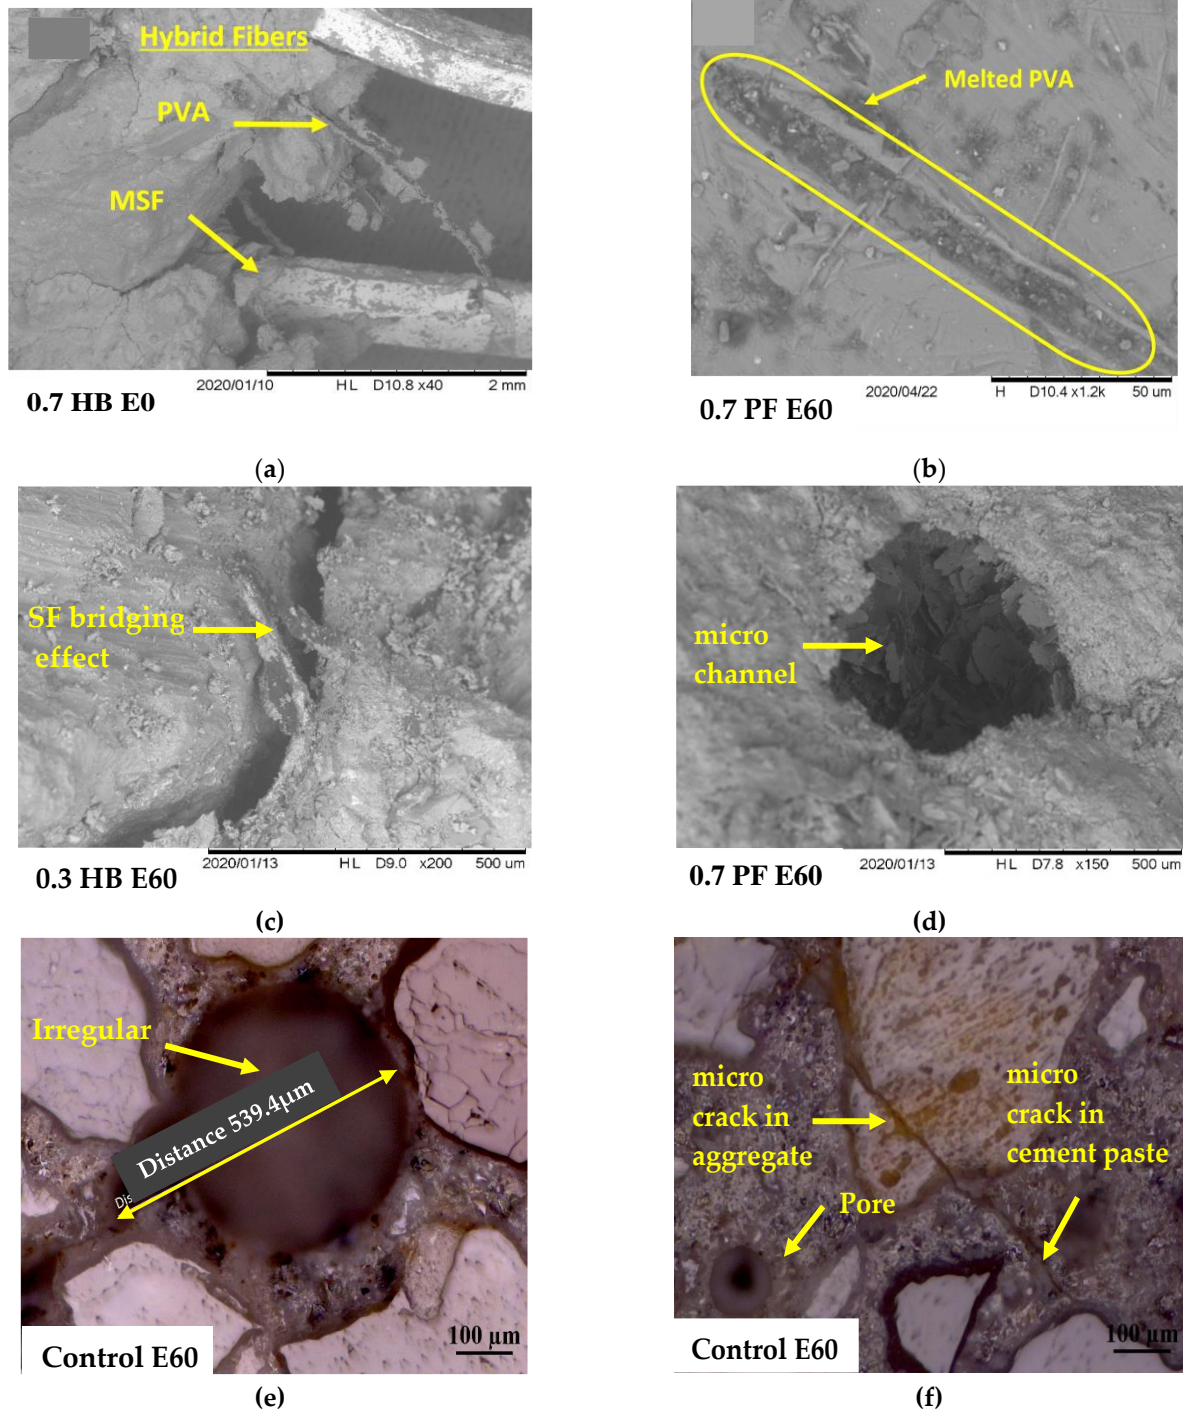 Hybrid Fibers
PVA
MSF
2020/01/10 HL D10.8 x40 2 mm
0.7 HB E0
(a)
Melted PVA
2020/04/22 H D10.4 x1.2k 50 um
0.7 PF E60
(b)
SF bridging
effect
2020/01/13 HL D9.0 x200 500 um
0.3 HB E60
(c)
micro
channel
2020/01/13 HL D7.8 x150 500 um
0.7 PF E60
(d)
Irregular
Distance 539.4µm
Dis
100 µm
Control E60
(e)
micro
crack in
aggregate
micro
crack in
cement paste
Pore
100 µm
Control E60
(f)